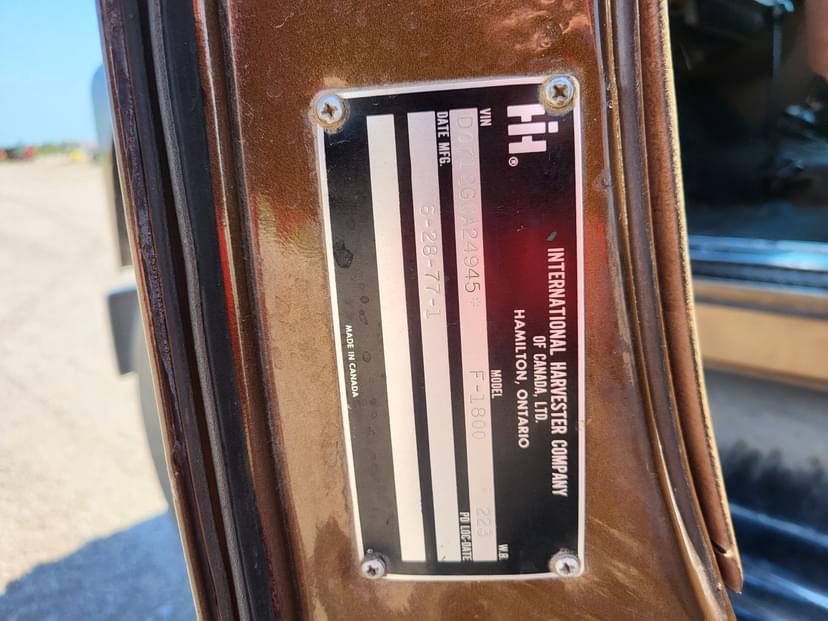 IH®
INTERNATIONAL HARVESTER COMPANY
OF CANADA, LTD.
HAMILTON, ONTARIO
VIN MODEL W.B.
A24945* F-1800 223
DATE MFG. PD LOC-DATE
9-28-77-1
MADE IN CANADA